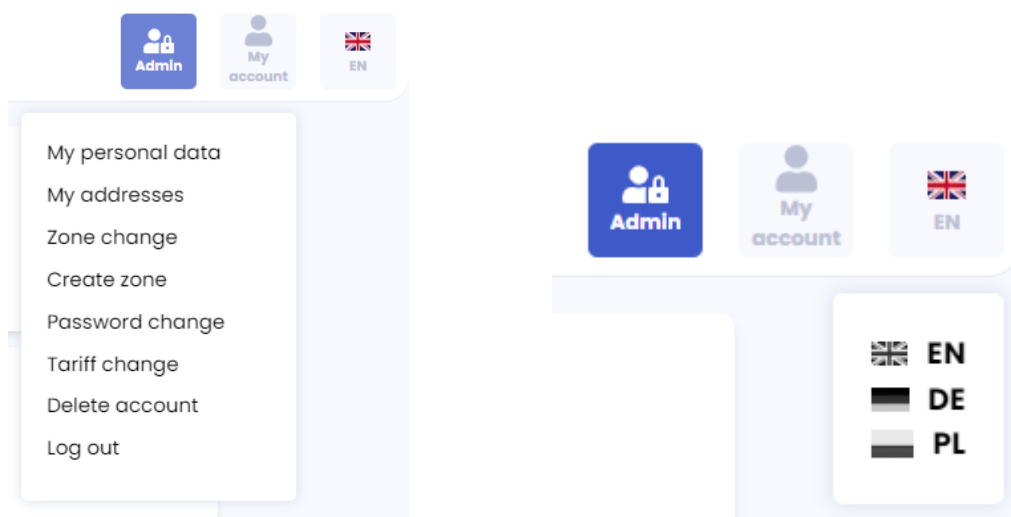 Admin
My
account
EN
My personal data
My addresses
Zone change
Create zone
Password change
Tariff change
Delete account
Log out
Admin
My
account
EN
EN
DE
PL